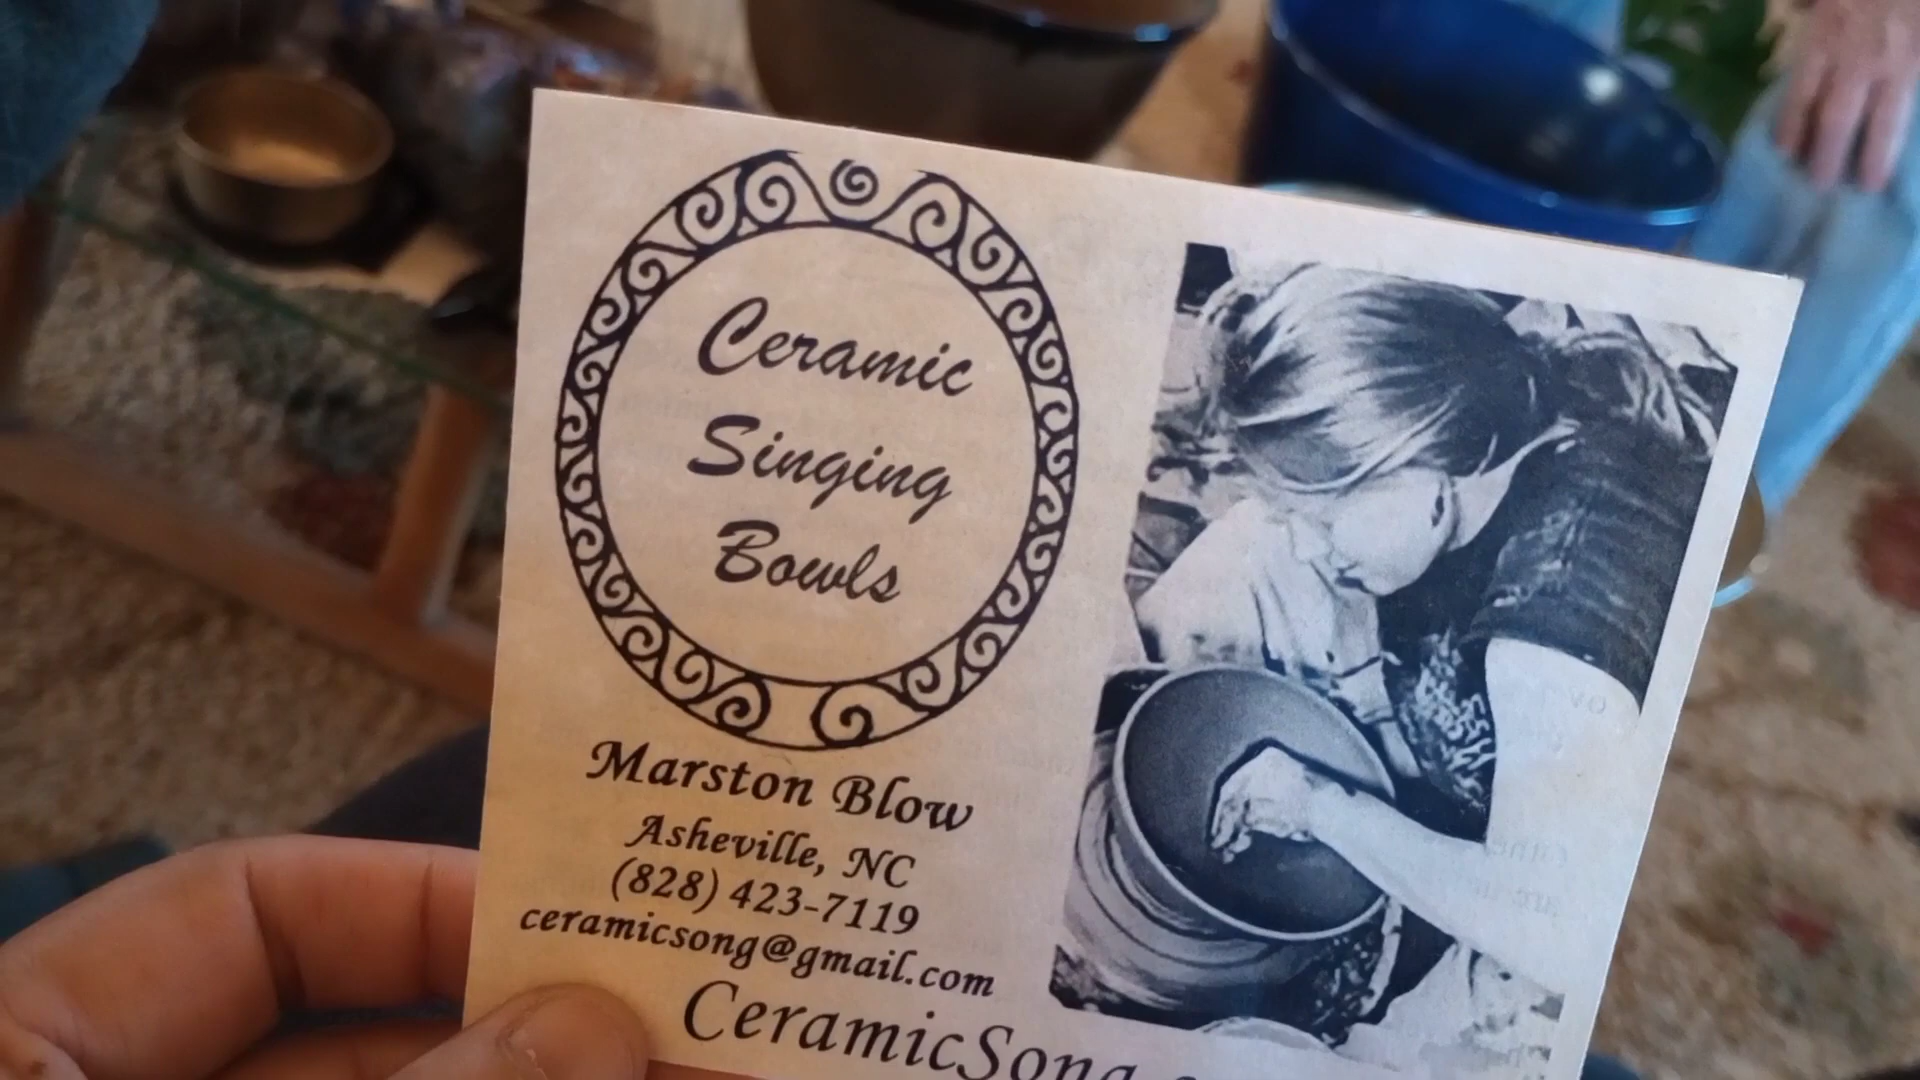 Ceramic
Singing
Bowls
Marston Blow
Asheville, NC
(828) 423-7119
ceramicsong@gmail.com
CeramicSong